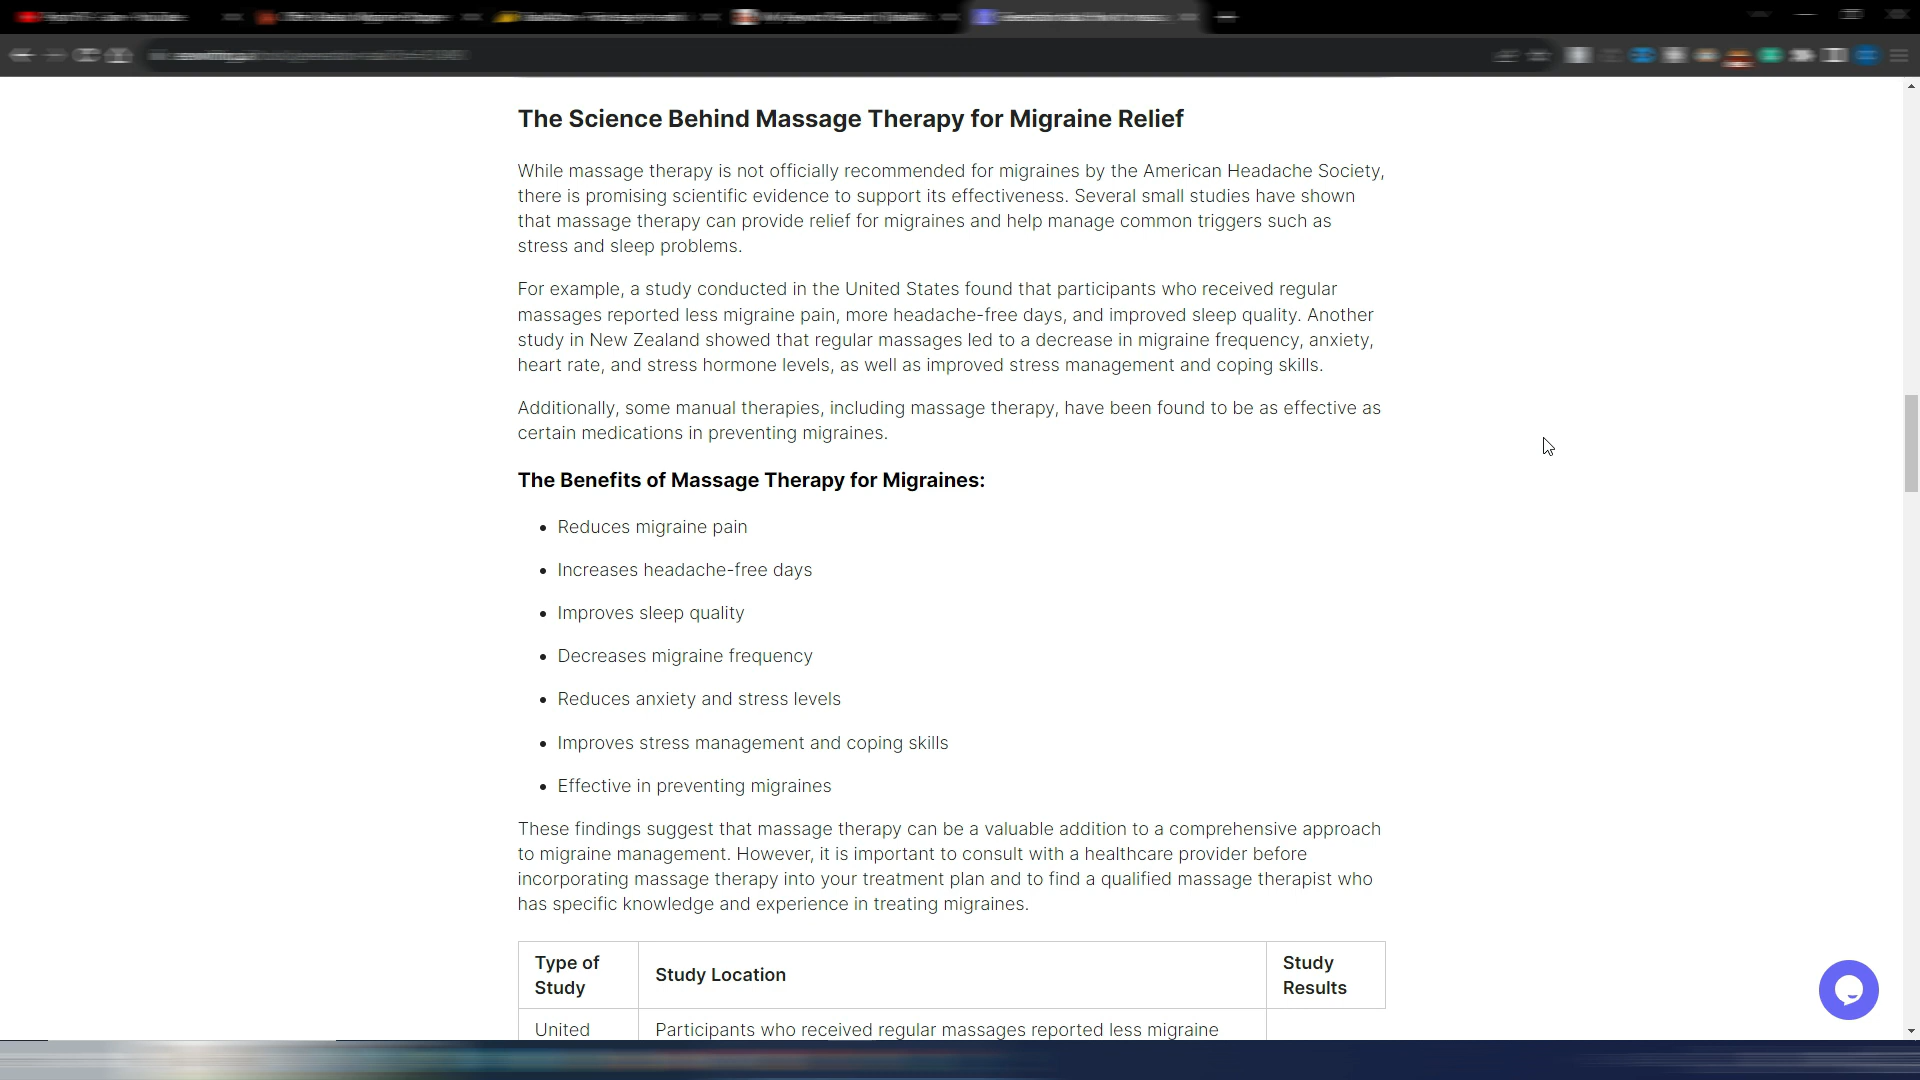 The Science Behind Massage Therapy for Migraine Relief
While massage therapy is not officially recommended for migraines by the American Headache Society,
there is promising scientific evidence to support its effectiveness. Several small studies have shown
that massage therapy can provide relief for migraines and help manage common triggers such as
stress and sleep problems.
For example, a study conducted in the United States found that participants who received regular
massages reported less migraine pain, more headache-free days, and improved sleep quality. Another
study in New Zealand showed that regular massages led to a decrease in migraine frequency, anxiety,
heart rate, and stress hormone levels, as well as improved stress management and coping skills.
Additionally, some manual therapies, including massage therapy, have been found to be as effective as
certain medications in preventing migraines.
The Benefits of Massage Therapy for Migraines:
• Reduces migraine pain
• Increases headache-free days
• Improves sleep quality
• Decreases migraine frequency
• Reduces anxiety and stress levels
• Improves stress management and coping skills
• Effective in preventing migraines
These findings suggest that massage therapy can be a valuable addition to a comprehensive approach
to migraine management. However, it is important to consult with a healthcare provider before
incorporating massage therapy into your treatment plan and to find a qualified massage therapist who
has specific knowledge and experience in treating migraines.
Type of Study
Study Location
Study Results
United
Participants who received regular massages reported less migraine